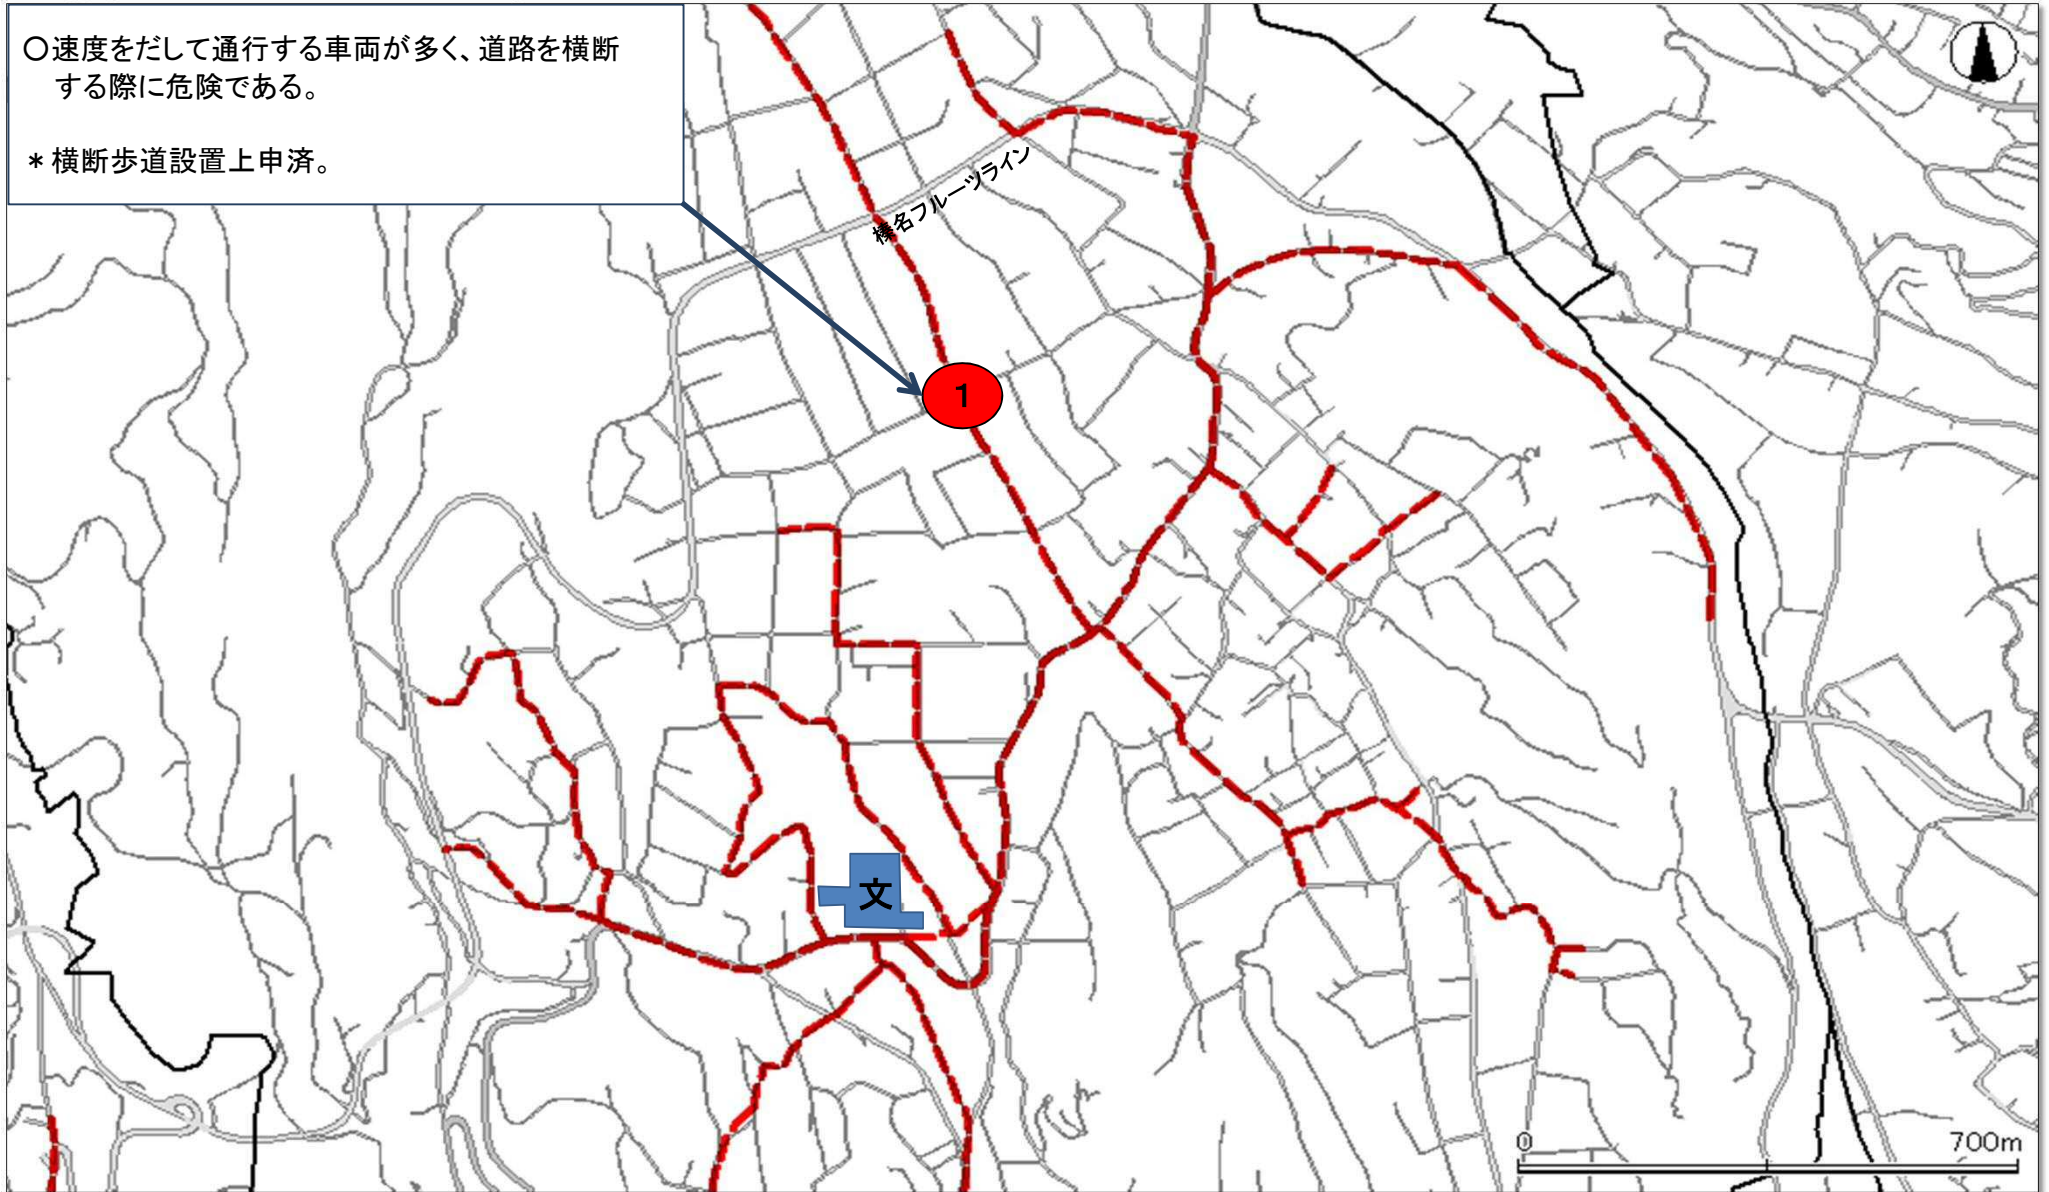 〇速度をだして通行する車両が多く、道路を横断
する際に危険である。
＊横断歩道設置上申済。
榛名フルーツライン
1
文
0
700m